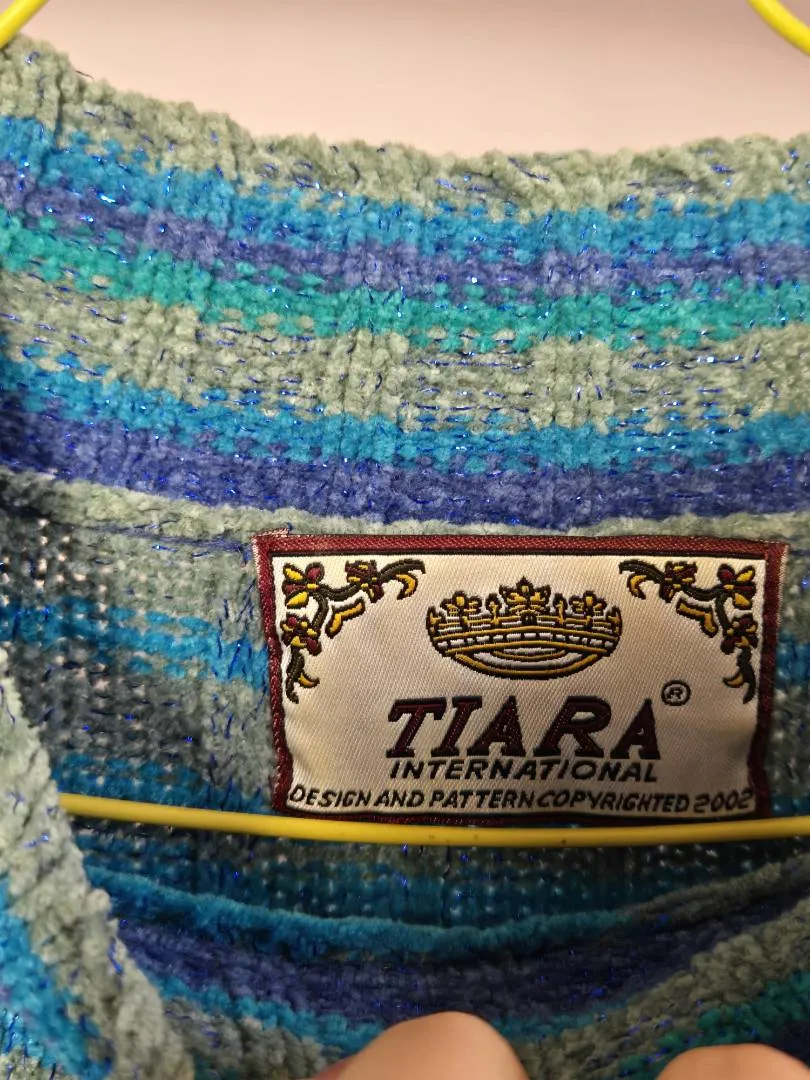 TIARA®
INTERNATIONAL
DESIGN AND PATTERN COPYRIGHTED 2002